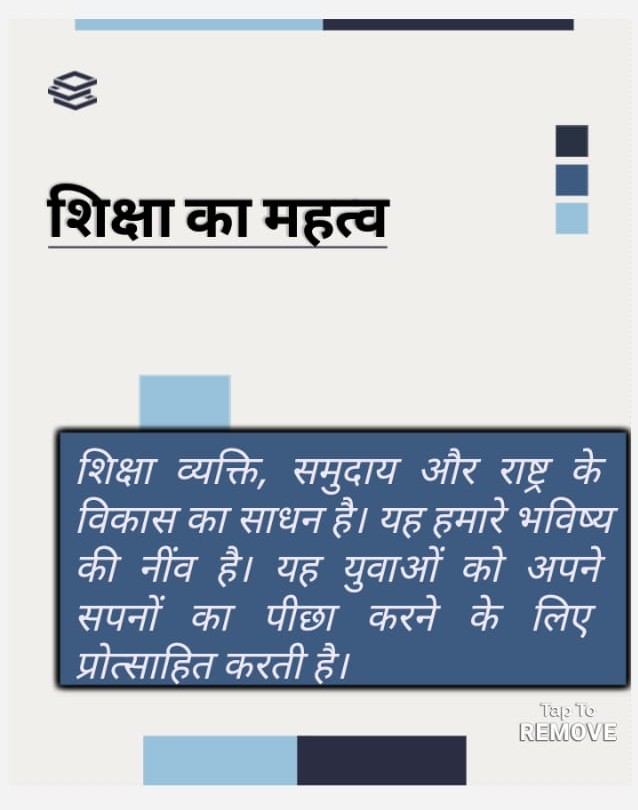 शिक्षा का महत्व
शिक्षा व्यक्ति, समुदाय और राष्ट्र के
विकास का साधन है। यह हमारे भविष्य
की नींव है। यह युवाओं को अपने
सपनों का पीछा करने के लिए
प्रोत्साहित करती है।
Tap To
REMOVE